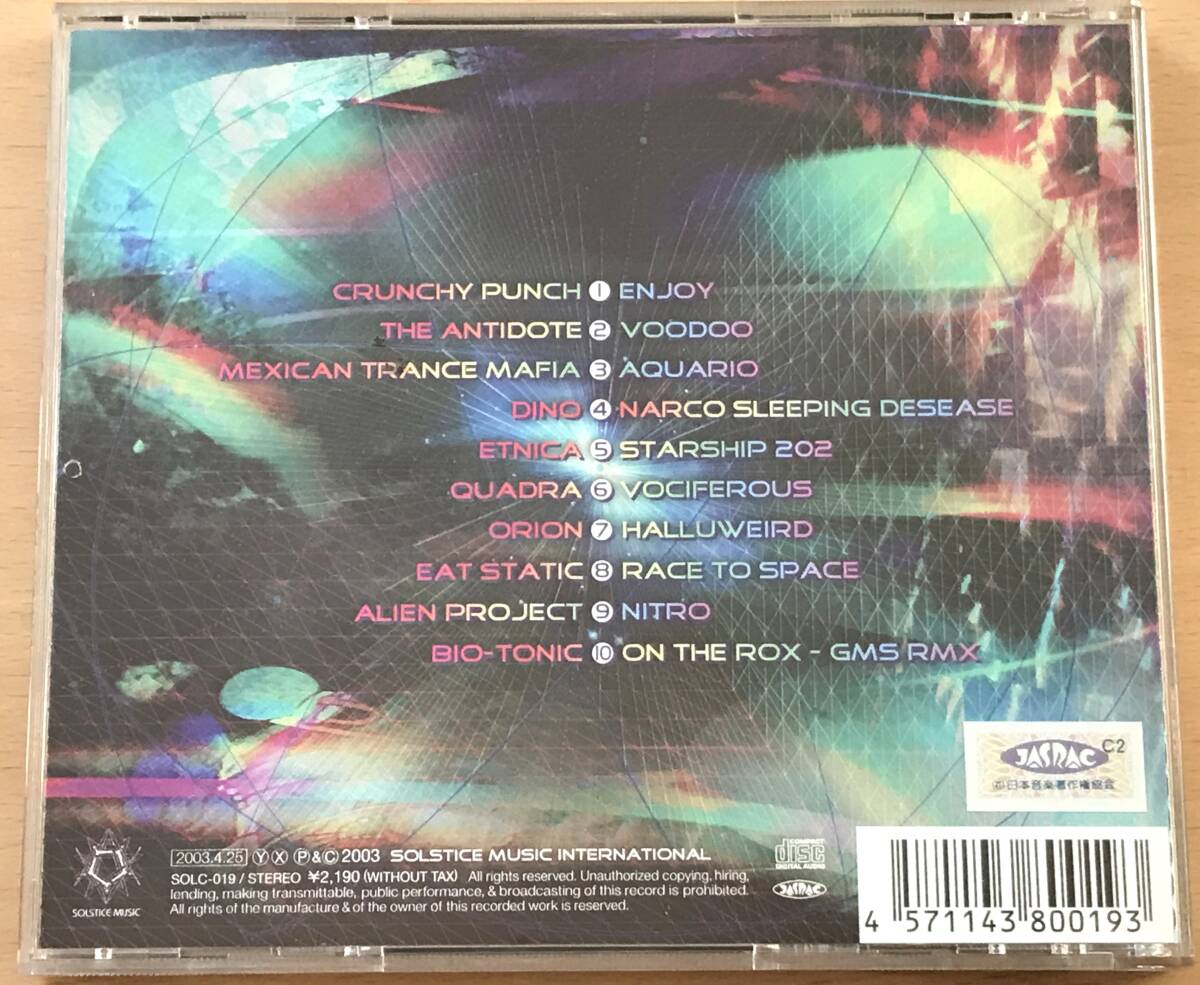 CRUNCHY PUNCH 1 ENJOY
THE ANTIDOTE 2 VOODOO
MEXICAN TRANCE MAFIA 3 AQUARIO
DINO 4 NARCO SLEEPING DESEASE
ETNICA 5 STARSHIP 202
QUADRA 6 VOCIFEROUS
ORION 7 HALLUWEIRD
EAT STATIC 8 RACE TO SPACE
ALIEN PROJECT 9 NITRO
BIO-TONIC 10 ON THE ROX - GMS RMX
JASRAC C2
(社)日本音楽著作権協会
2003.4.25 Ⓨ Ⓧ Ⓟ&© 2003 SOLSTICE MUSIC INTERNATIONAL
SOLC-019 / STEREO ¥2,190 (WITHOUT TAX) All rights reserved. Unauthorized copying, hiring,
lending, making transmittable, public performance, & broadcasting of this record is prohibited.
All rights of the manufacture & of the owner of this recorded work is reserved.
SOLSTICE MUSIC
COMPACT
disc
DIGITAL AUDIO
JASRAC
4 571143 800193